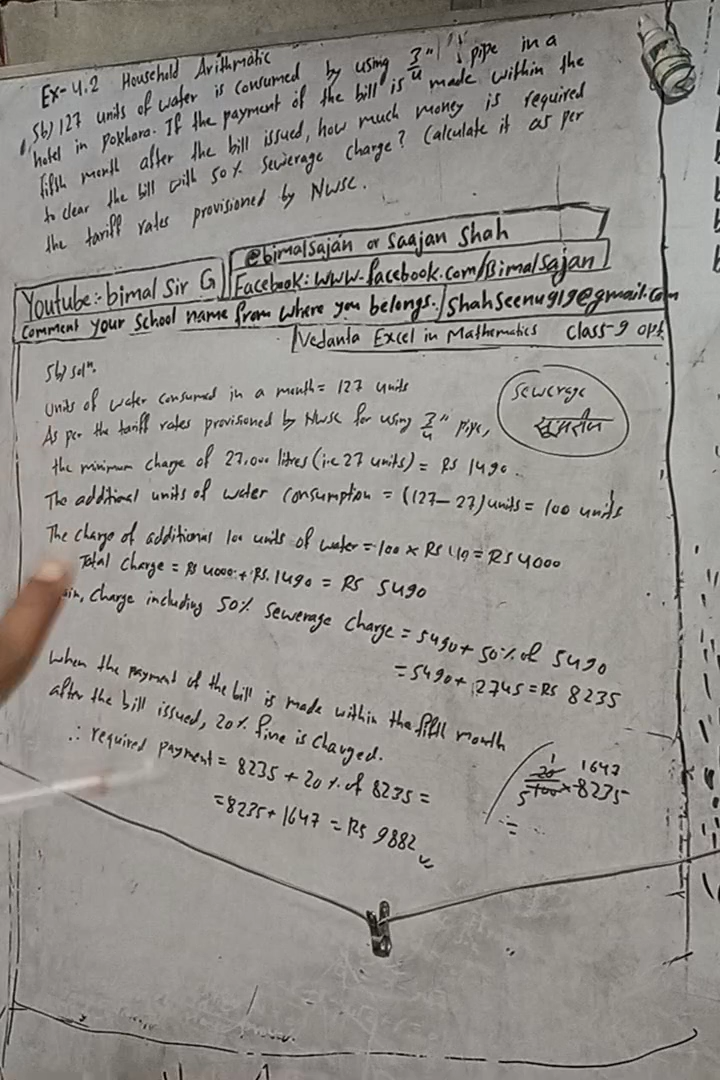 Ex-4.2 Household Arithmatic
5b) 127 units of water is consumed by using 3/4" pipe in a
hotel in Pokhara. If the payment of the bill is made within the
fifth month after the bill issued, how much money is required
to clear the bill with 50% sewerage charge? Calculate it as per
the tariff rates provisioned by NWSC.
@bimalsajan or Saajan Shah
Youtube:- bimal Sir G
Facebook: www.facebook.com/Bimalsajan
Comment your school name from where you belongs. shahseenu919@gmail.com
Vedanta Excel in Mathematics class-9 opt
5b) soln.
Units of water consumed in a month = 127 units
sewerage
As per the tariff rates provisioned by NWSC for using 3/4" pipe,
the minimum charge of 27,000 litres (i.e 27 units) = Rs 1490.
The additional units of water consumption = (127-27) units = 100 units
The charge of additional 100 units of water = 100 × Rs 40 = Rs 4000
Total charge = Rs 4000 + Rs. 1490 = Rs 5490
charge including 50% sewerage charge = 5490 + 50% of 5490
= 5490 + 2745 = Rs 8235
when the payment of the bill is made within the fifth month
after the bill issued, 20% fine is charged.
∴ required payment = 8235 + 20% of 8235 =
= 8235 + 1647 = Rs 9882
1 1647
20
5 100 × 8235
=